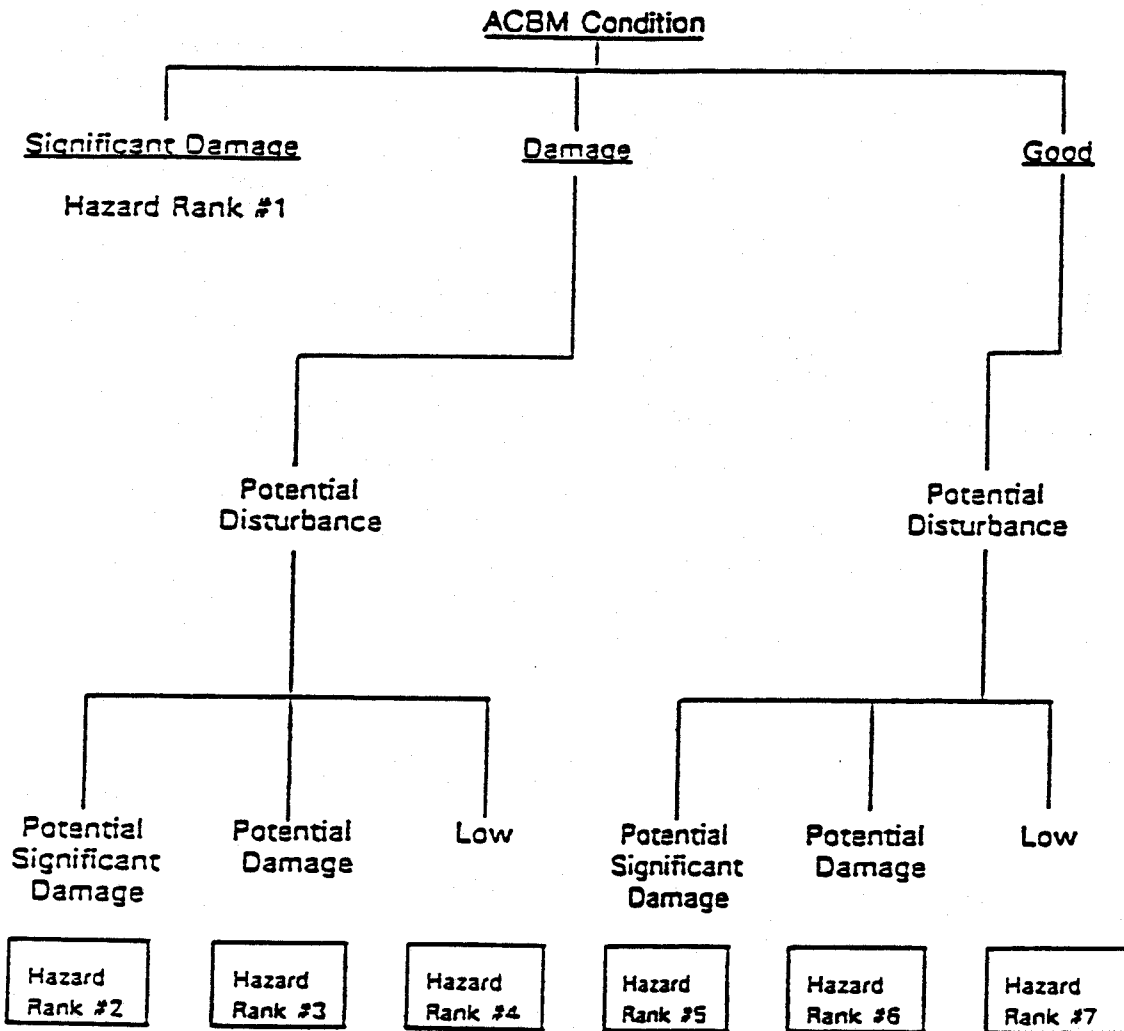 ACBM Condition
Significant Damage
Damage
Good
Hazard Rank #1
Potential
Disturbance
Potential
Disturbance
Potential
Significant
Damage
Potential
Damage
Low
Potential
Significant
Damage
Potential
Damage
Low
Hazard
Rank #2
Hazard
Rank #3
Hazard
Rank #4
Hazard
Rank #5
Hazard
Rank #6
Hazard
Rank #7